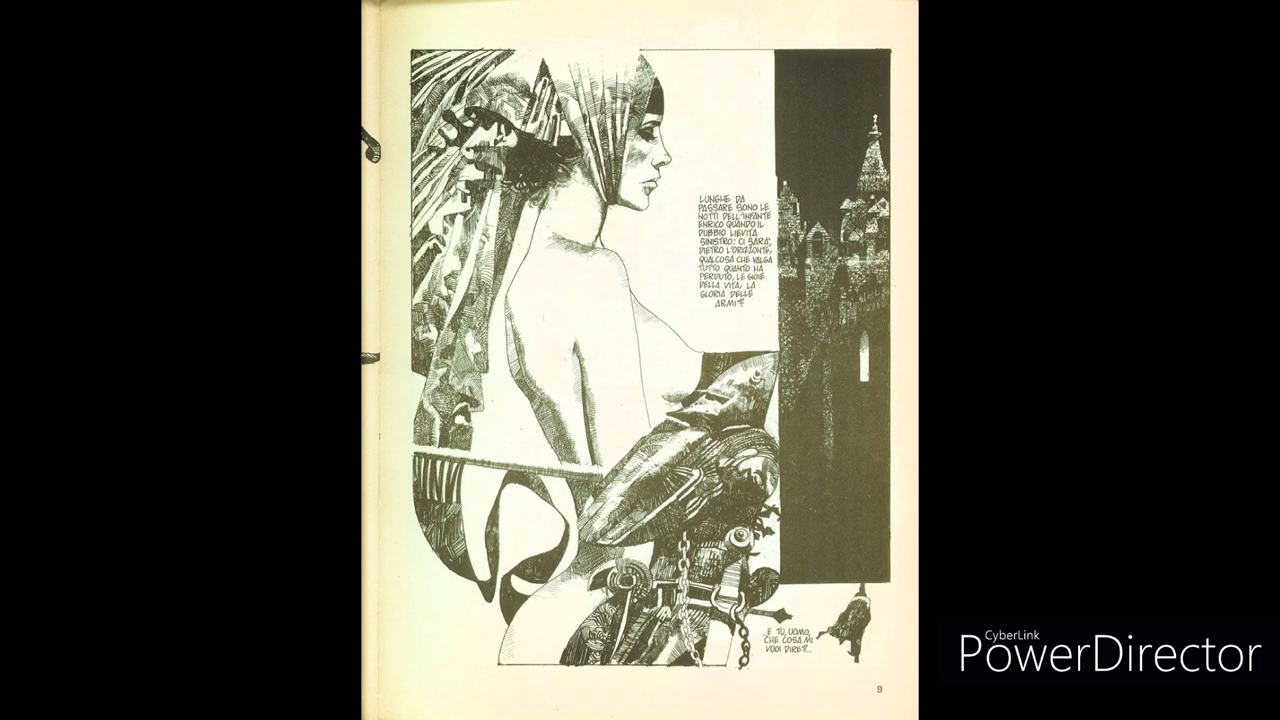 LUNGHE DA
PASSARE SONO LE
NOTTI DELL'INFANTE
ENRICO QUANDO IL
DUBBIO LIEVITA
SINISTRO: CI SARA',
DIETRO L'ORIZZONTE,
QUALCOSA CHE VALGA
TUTTO QUANTO HA
PERDUTO, LE GIOIE
DELLA VITA, LA
GLORIA DELLE
ARMI?
...E TU, UOMO,
CHE COSA MI
VUOI DIRE?...
9
CyberLink
PowerDirector